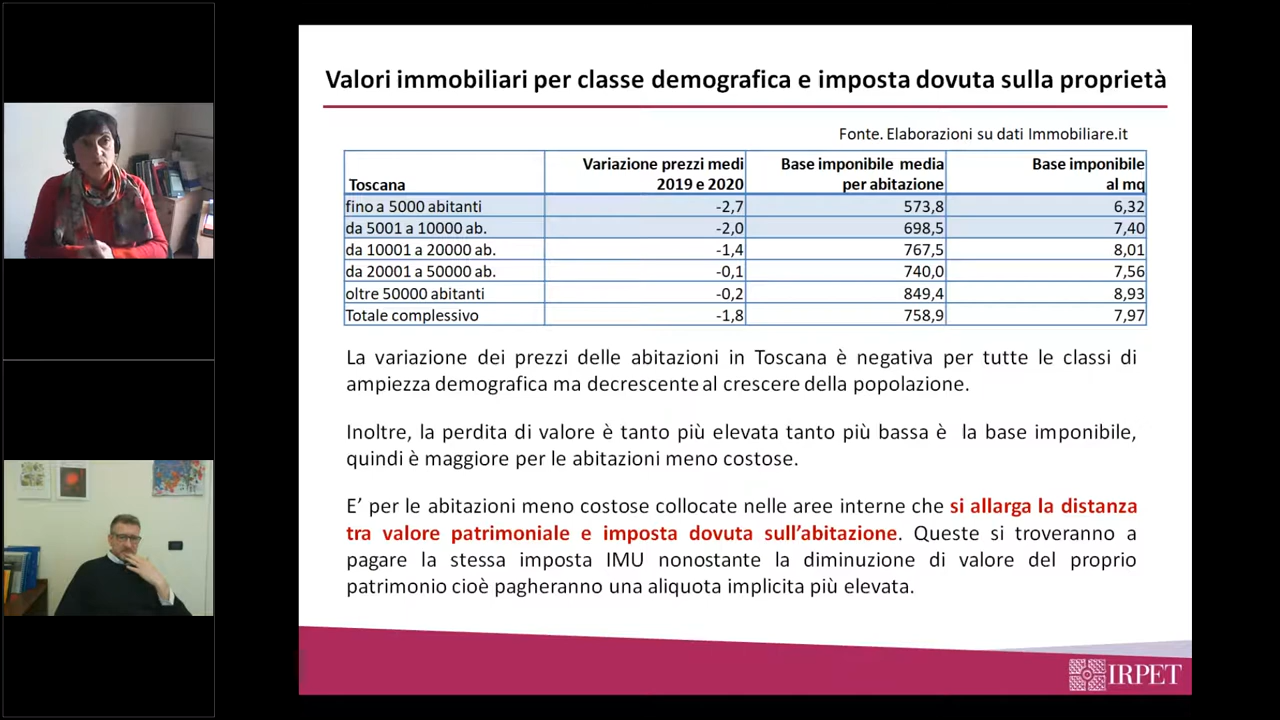 Valori immobiliari per classe demografica e imposta dovuta sulla proprietà
Fonte. Elaborazioni su dati Immobiliare.it
Toscana Variazione prezzi medi 2019 e 2020 Base imponibile media per abitazione Base imponibile al mq
fino a 5000 abitanti -2,7 573,8 6,32
da 5001 a 10000 ab. -2,0 698,5 7,40
da 10001 a 20000 ab. -1,4 767,5 8,01
da 20001 a 50000 ab. -0,1 740,0 7,56
oltre 50000 abitanti -0,2 849,4 8,93
Totale complessivo -1,8 758,9 7,97
La variazione dei prezzi delle abitazioni in Toscana è negativa per tutte le classi di
ampiezza demografica ma decrescente al crescere della popolazione.
Inoltre, la perdita di valore è tanto più elevata tanto più bassa è la base imponibile,
quindi è maggiore per le abitazioni meno costose.
E’ per le abitazioni meno costose collocate nelle aree interne che si allarga la distanza
tra valore patrimoniale e imposta dovuta sull’abitazione. Queste si troveranno a
pagare la stessa imposta IMU nonostante la diminuzione di valore del proprio
patrimonio cioè pagheranno una aliquota implicita più elevata.
IRPET